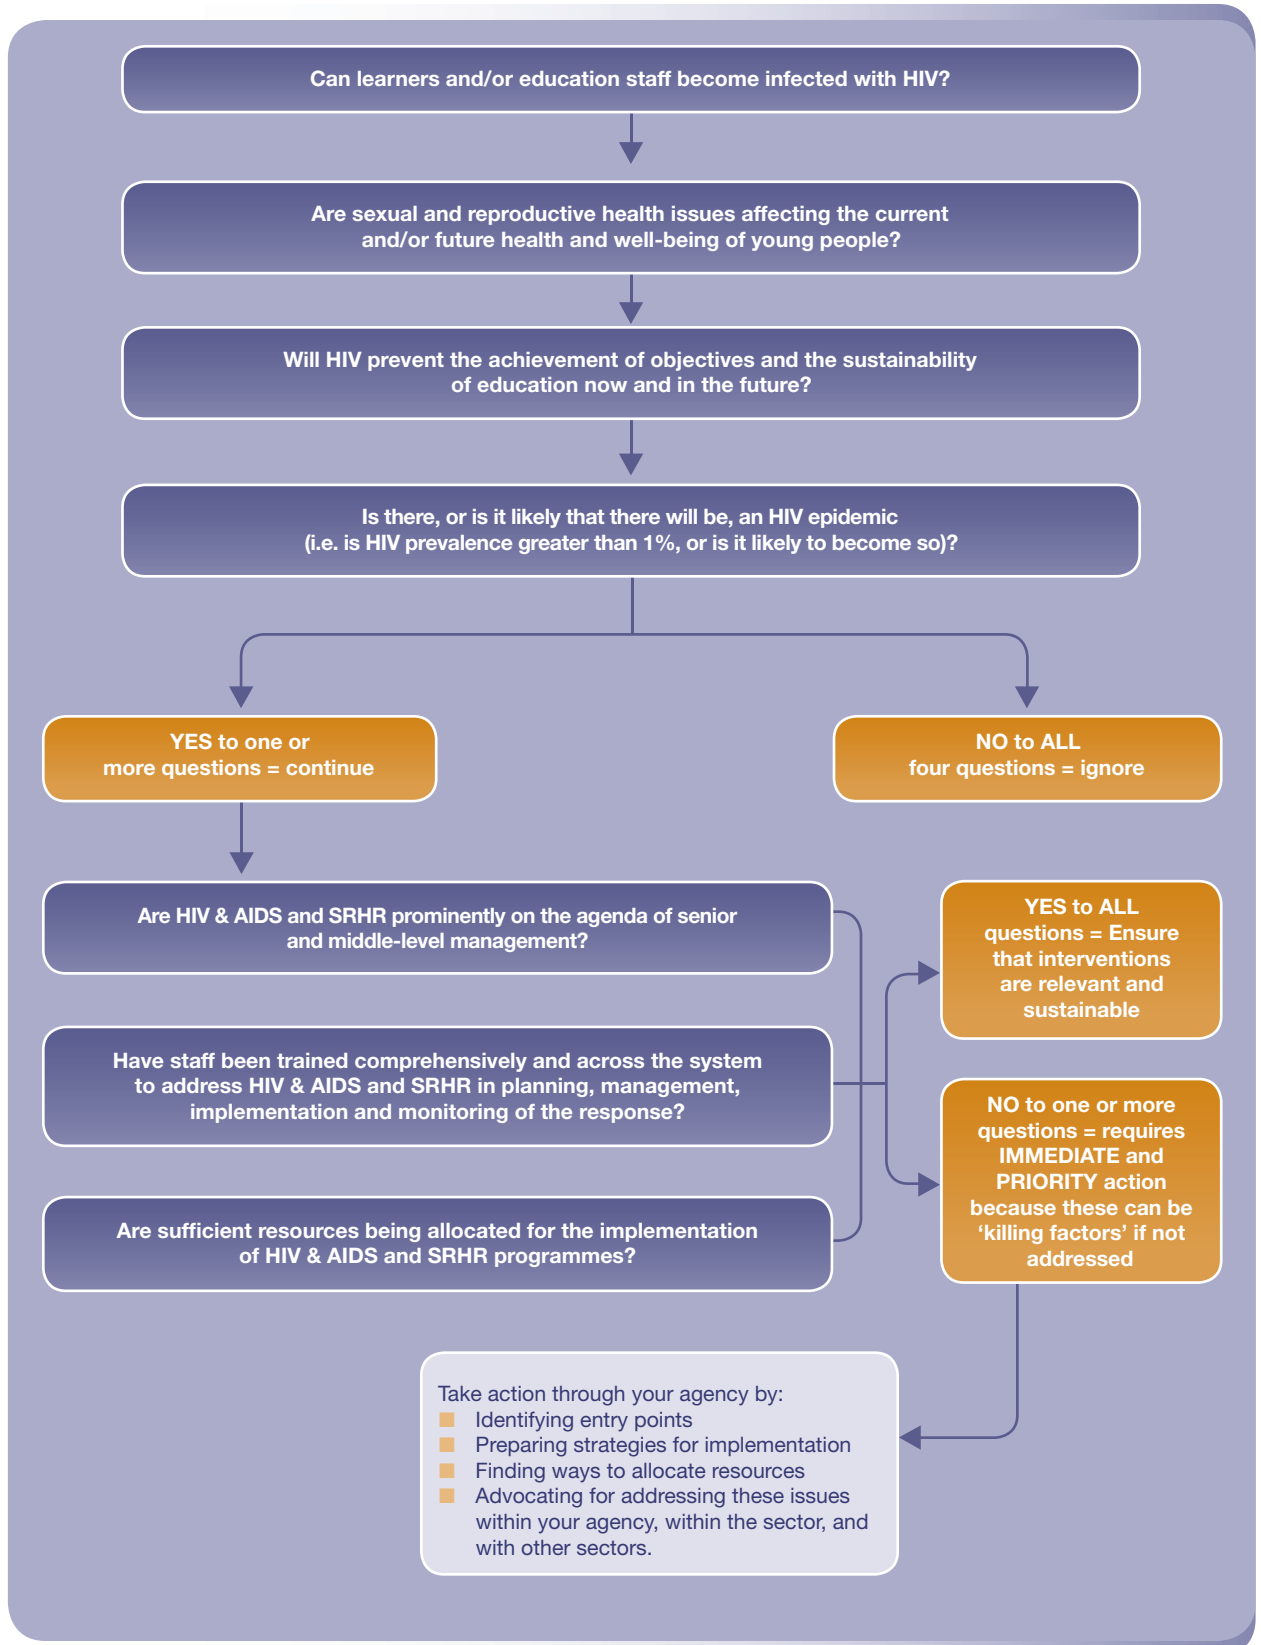 Can learners and/or education staff become infected with HIV?
Are sexual and reproductive health issues affecting the current
and/or future health and well-being of young people?
Will HIV prevent the achievement of objectives and the sustainability
of education now and in the future?
Is there, or is it likely that there will be, an HIV epidemic
(i.e. is HIV prevalence greater than 1%, or is it likely to become so)?
YES to one or
more questions = continue
NO to ALL
four questions = ignore
Are HIV & AIDS and SRHR prominently on the agenda of senior
and middle-level management?
Have staff been trained comprehensively and across the system
to address HIV & AIDS and SRHR in planning, management,
implementation and monitoring of the response?
Are sufficient resources being allocated for the implementation
of HIV & AIDS and SRHR programmes?
YES to ALL
questions = Ensure
that interventions
are relevant and
sustainable
NO to one or more
questions = requires
IMMEDIATE and
PRIORITY action
because these can be
‘killing factors’ if not
addressed
Take action through your agency by:
■ Identifying entry points
■ Preparing strategies for implementation
■ Finding ways to allocate resources
■ Advocating for addressing these issues
within your agency, within the sector, and
with other sectors.